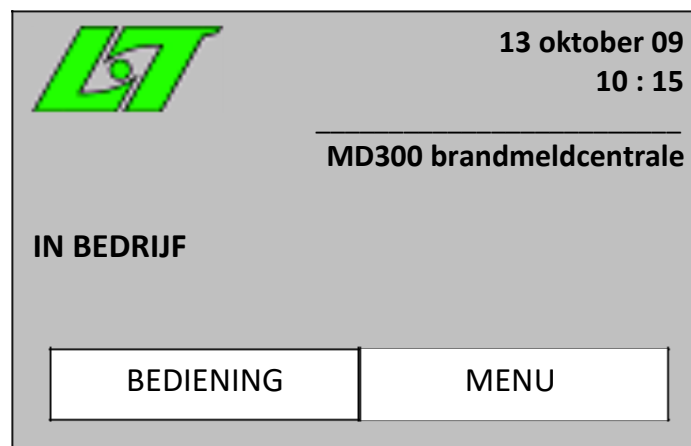 13 oktober 09
10 : 15
MD300 brandmeldcentrale
IN BEDRIJF
BEDIENING
MENU